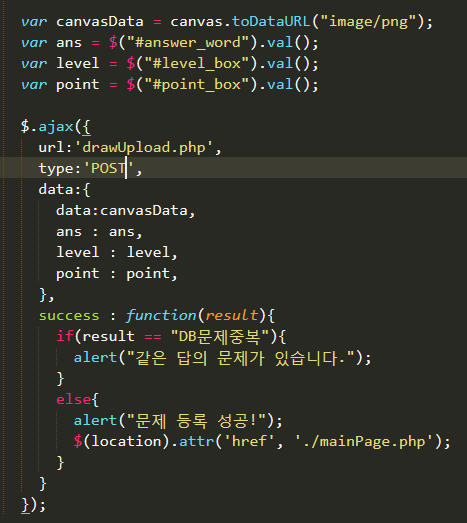 var canvasData = canvas.toDataURL("image/png");
var ans = $("#answer_word").val();
var level = $("#level_box").val();
var point = $("#point_box").val();
$.ajax({
url:'drawUpload.php',
type:'POST',
data:{
data:canvasData,
ans : ans,
level : level,
point : point,
},
success : function(result){
if(result == "DB문제중복"){
alert("같은 답의 문제가 있습니다.");
}
else{
alert("문제 등록 성공!");
$(location).attr('href', './mainPage.php');
}
}
});